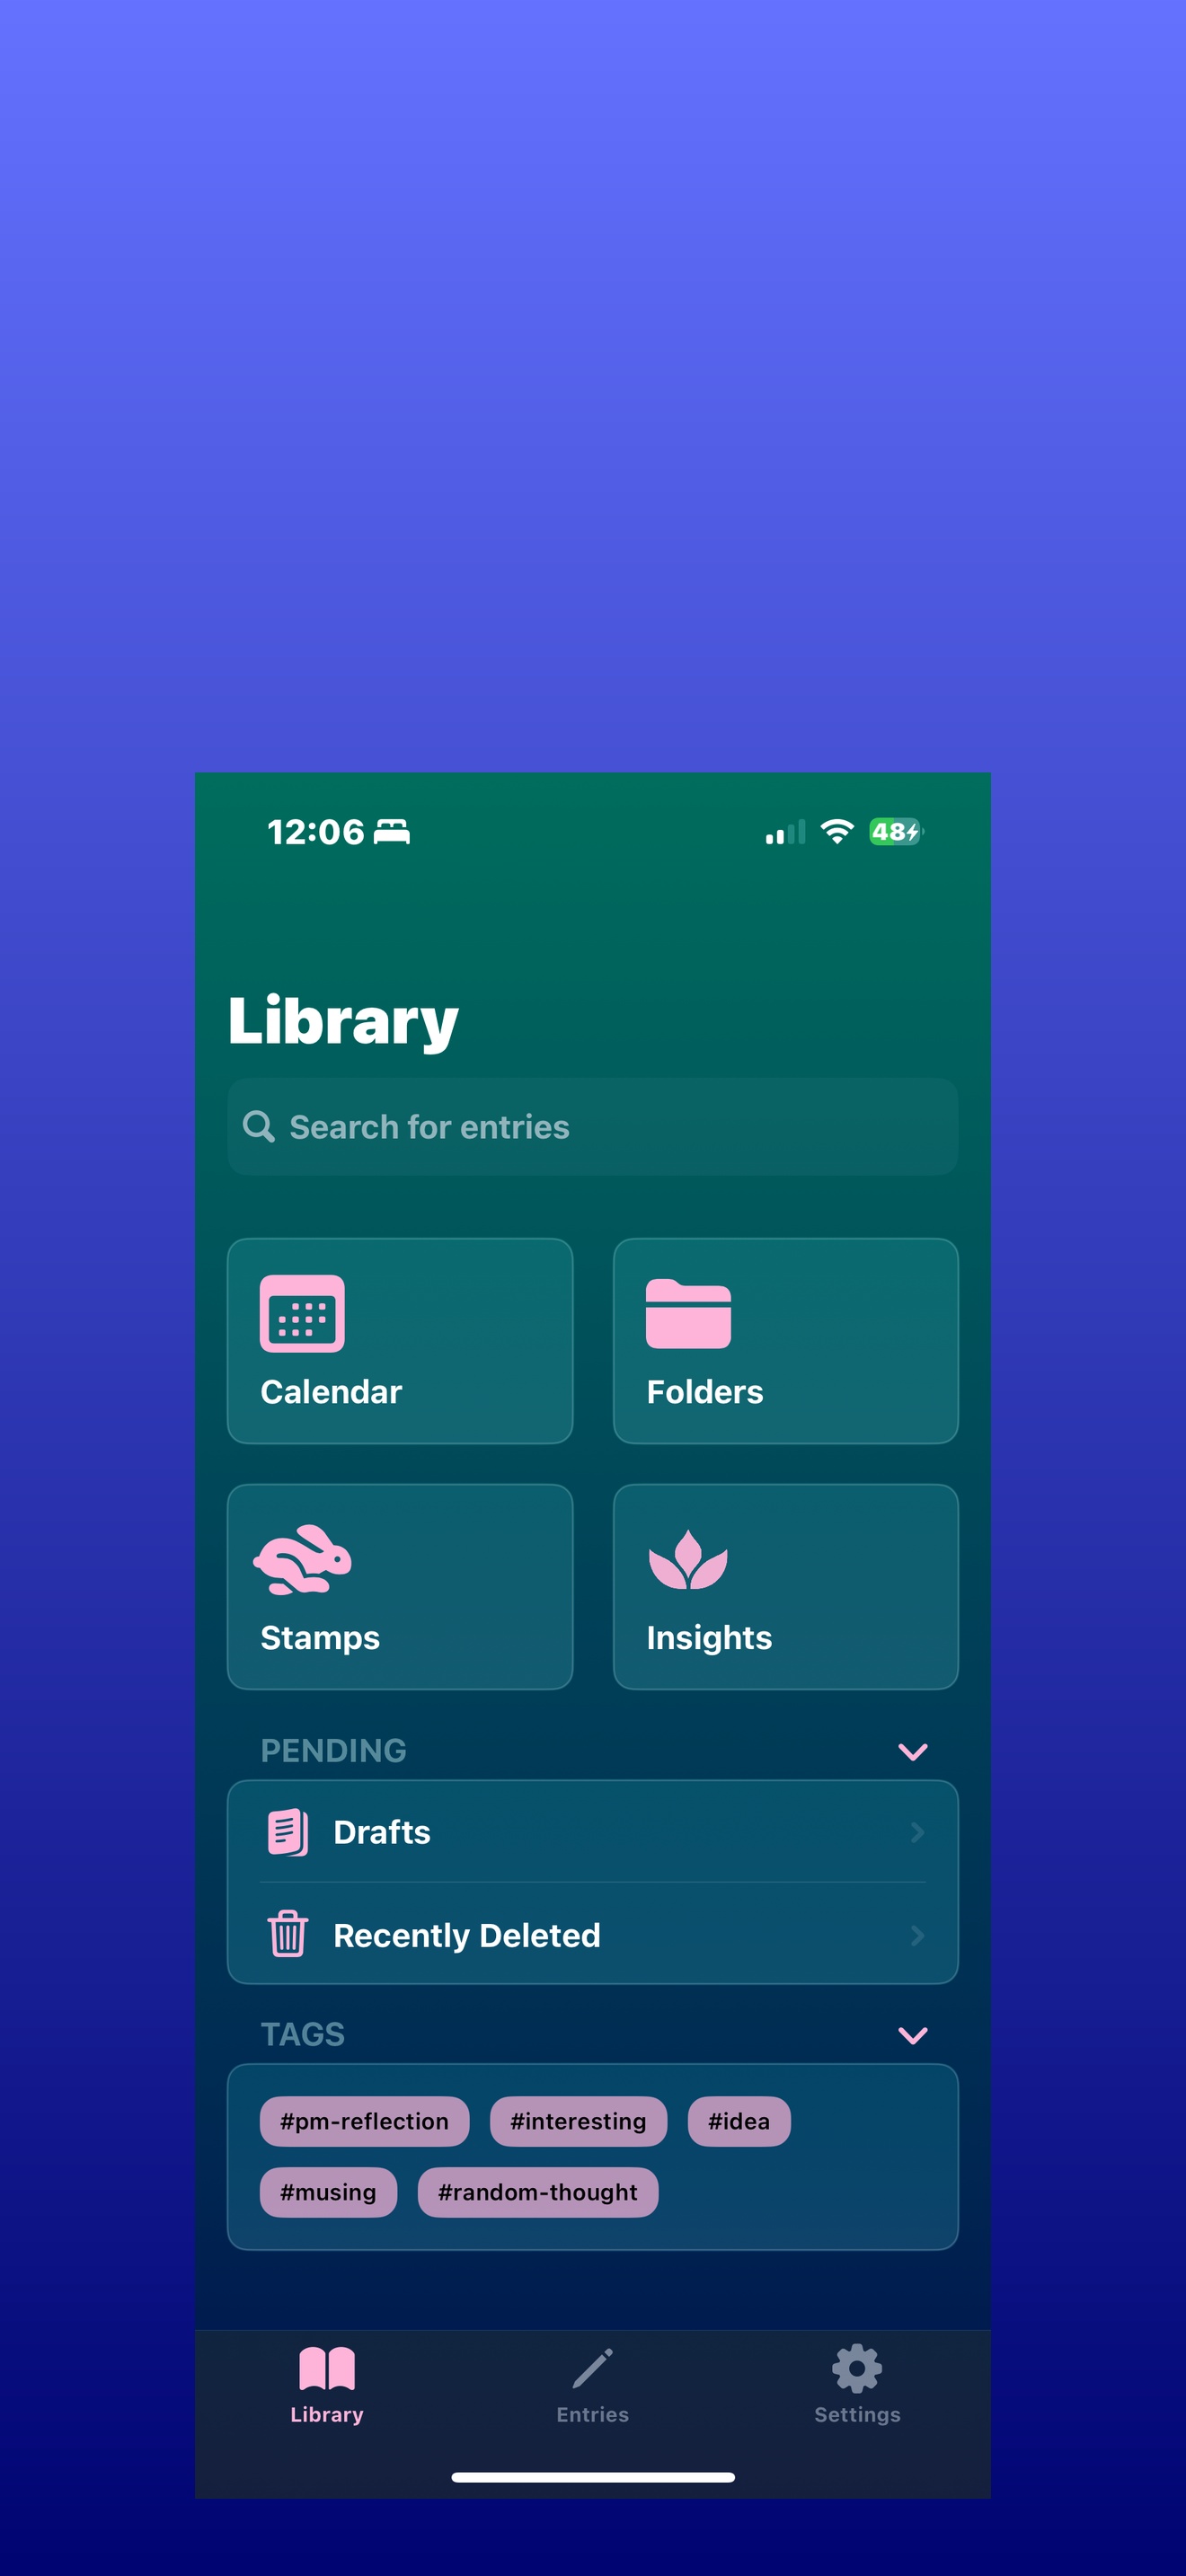 12:06
48
Library
Search for entries
Calendar
Folders
Stamps
Insights
PENDING
Drafts
Recently Deleted
TAGS
#pm-reflection #interesting #idea
#musing #random-thought
Library Entries Settings